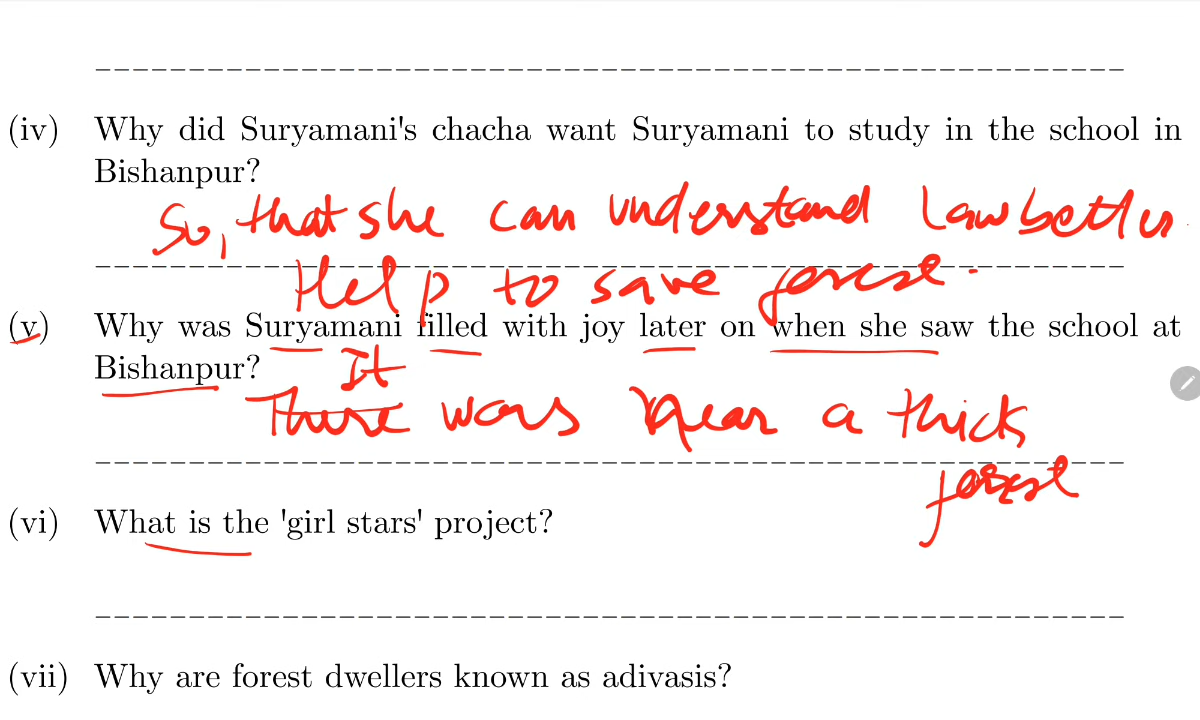 (iv) Why did Suryamani's chacha want Suryamani to study in the school in
Bishanpur?
So, that she can understand Law better
Help to save forest.
(v) Why was Suryamani filled with joy later on when she saw the school at
Bishanpur?
It
There was near a thick
forest
(vi) What is the 'girl stars' project?
(vii) Why are forest dwellers known as adivasis?